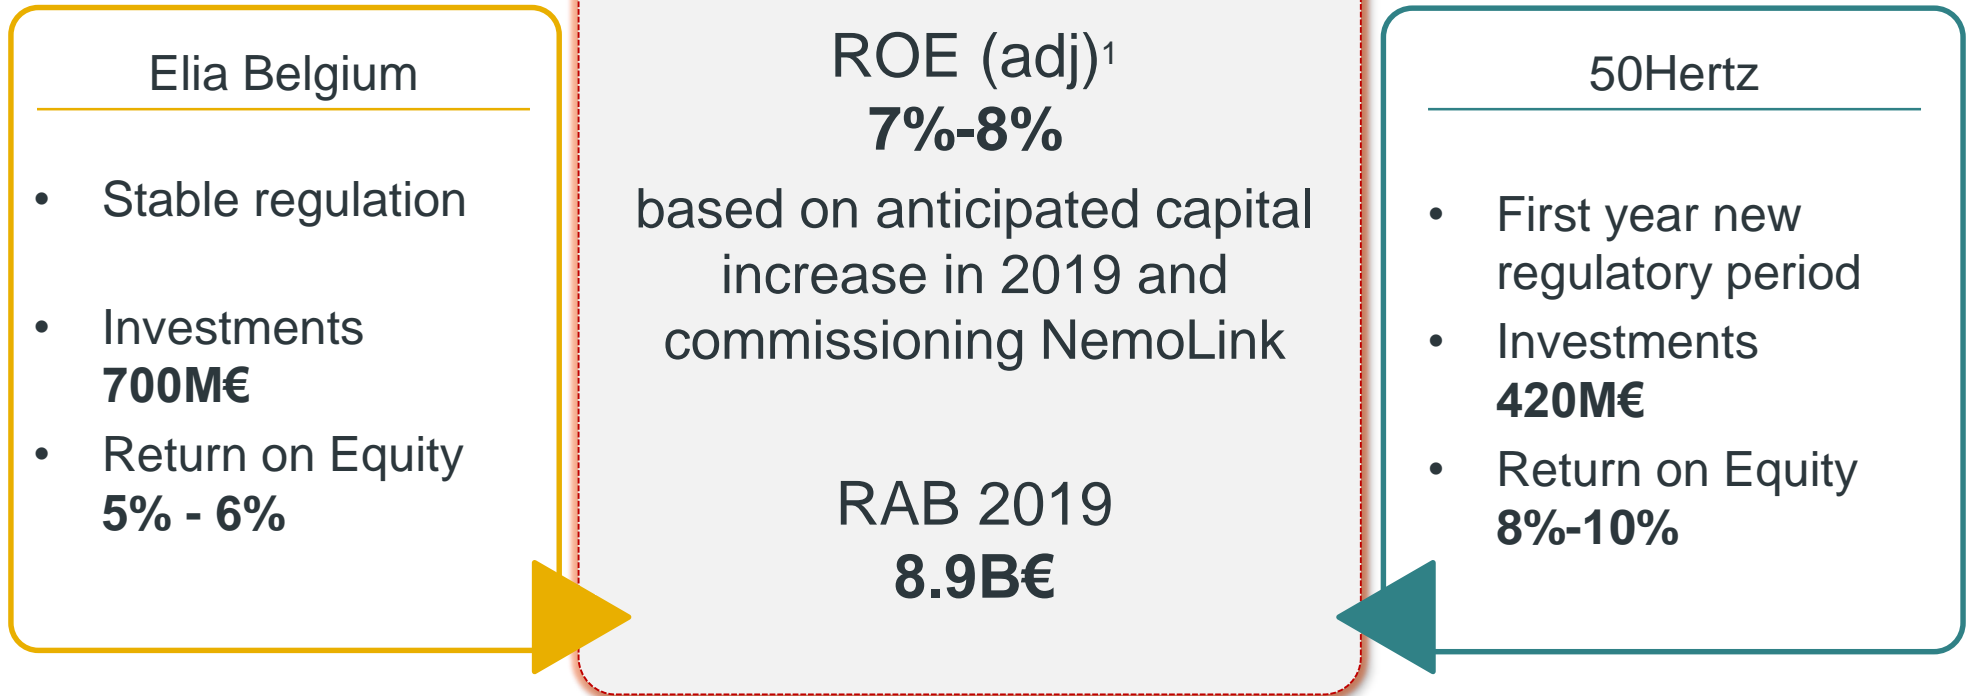 Elia Belgium
• Stable regulation
• Investments
700M€
• Return on Equity
5% - 6%
ROE (adj)¹
7%-8%
based on anticipated capital
increase in 2019 and
commissioning NemoLink
RAB 2019
8.9B€
50Hertz
• First year new
regulatory period
• Investments
420M€
• Return on Equity
8%-10%